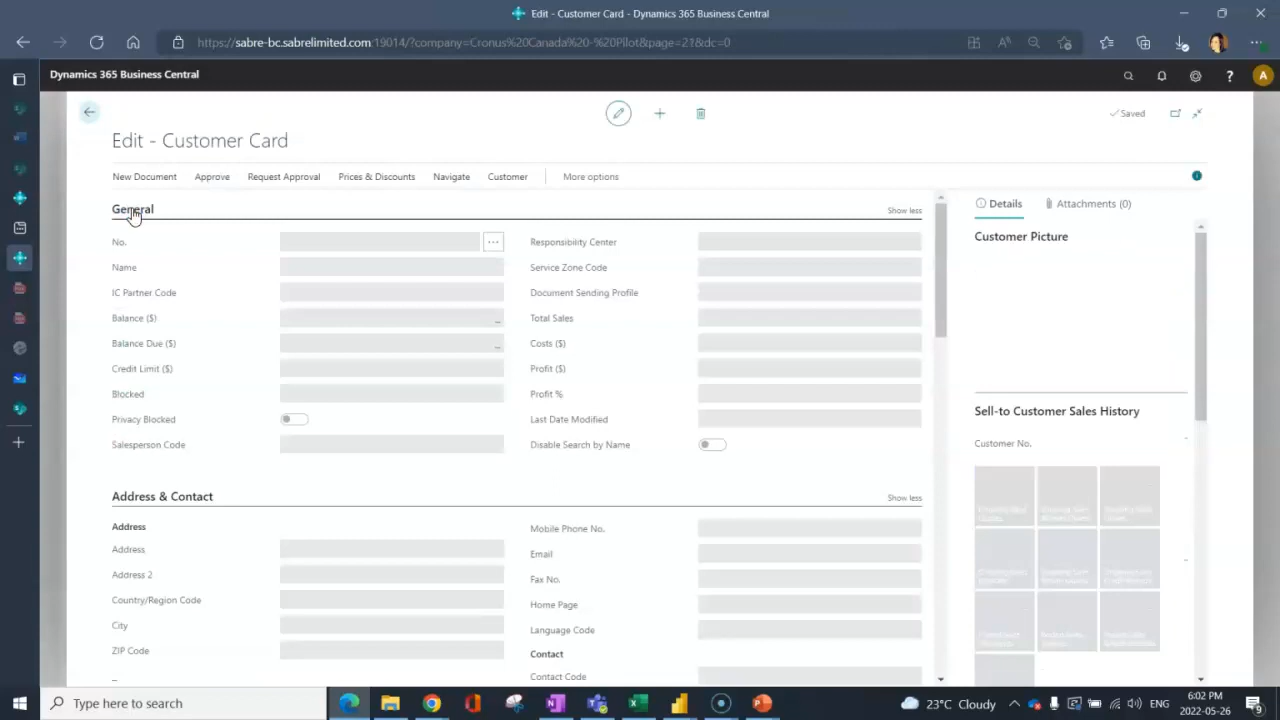 Edit - Customer Card - Dynamics 365 Business Central
https://sabre-bc.sabrelimited.com:19014/?company=Cronus%20Canada%20-%20Pilot&page=21&dc=0
Dynamics 365 Business Central
A
Saved
Edit - Customer Card
New Document
Approve
Request Approval
Prices & Discounts
Navigate
Customer
More options
General
Show less
No.
Name
IC Partner Code
Balance ($)
Balance Due ($)
Credit Limit ($)
Blocked
Privacy Blocked
Salesperson Code
Responsibility Center
Service Zone Code
Document Sending Profile
Total Sales
Costs ($)
Profit ($)
Profit %
Last Date Modified
Disable Search by Name
Address & Contact
Show less
Address
Address
Address 2
Country/Region Code
City
ZIP Code
Mobile Phone No.
Email
Fax No.
Home Page
Language Code
Contact
Contact Code
Details
Attachments (0)
Customer Picture
Sell-to Customer Sales History
Customer No.
Type here to search
23°C Cloudy
ENG
6:02 PM
2022-05-26